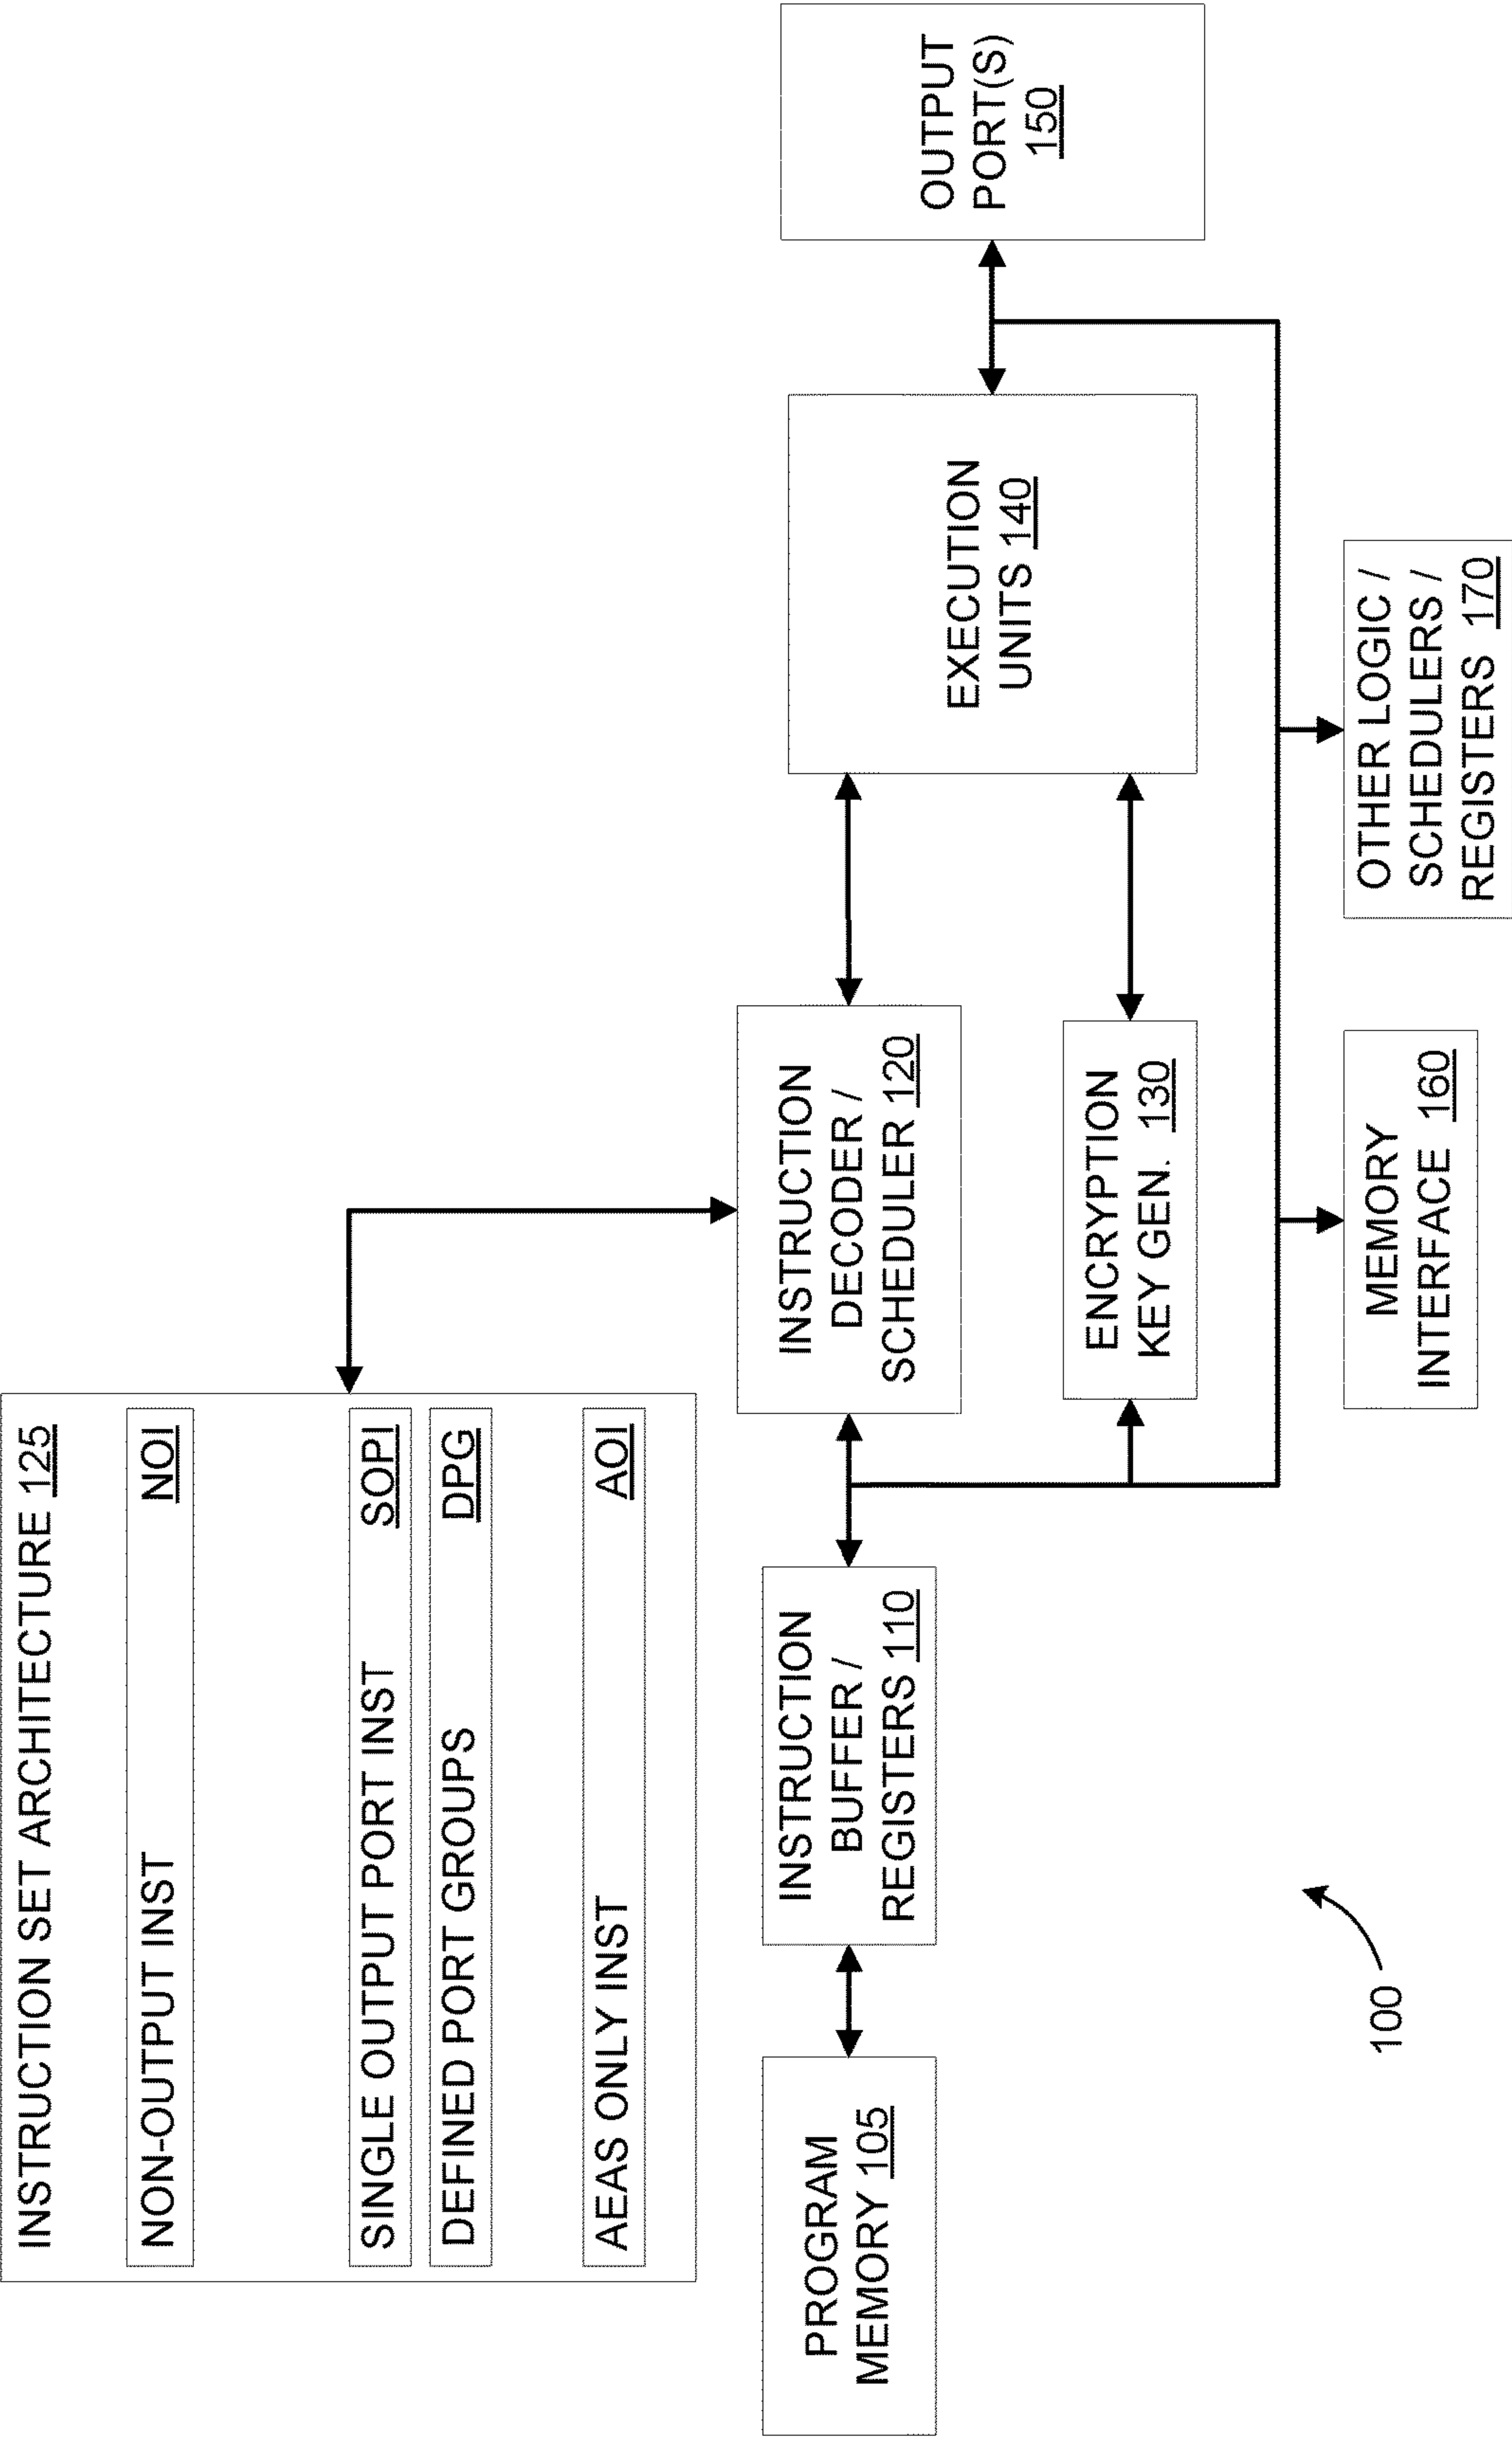 INSTRUCTION SET ARCHITECTURE 125
NON-OUTPUT INST NOI
SINGLE OUTPUT PORT INST SOPI
DEFINED PORT GROUPS DPG
AEAS ONLY INST AOI
PROGRAM
MEMORY 105
INSTRUCTION
BUFFER /
REGISTERS 110
INSTRUCTION
DECODER /
SCHEDULER 120
ENCRYPTION
KEY GEN. 130
EXECUTION
UNITS 140
OUTPUT
PORT(S)
150
MEMORY
INTERFACE 160
OTHER LOGIC /
SCHEDULERS /
REGISTERS 170
100